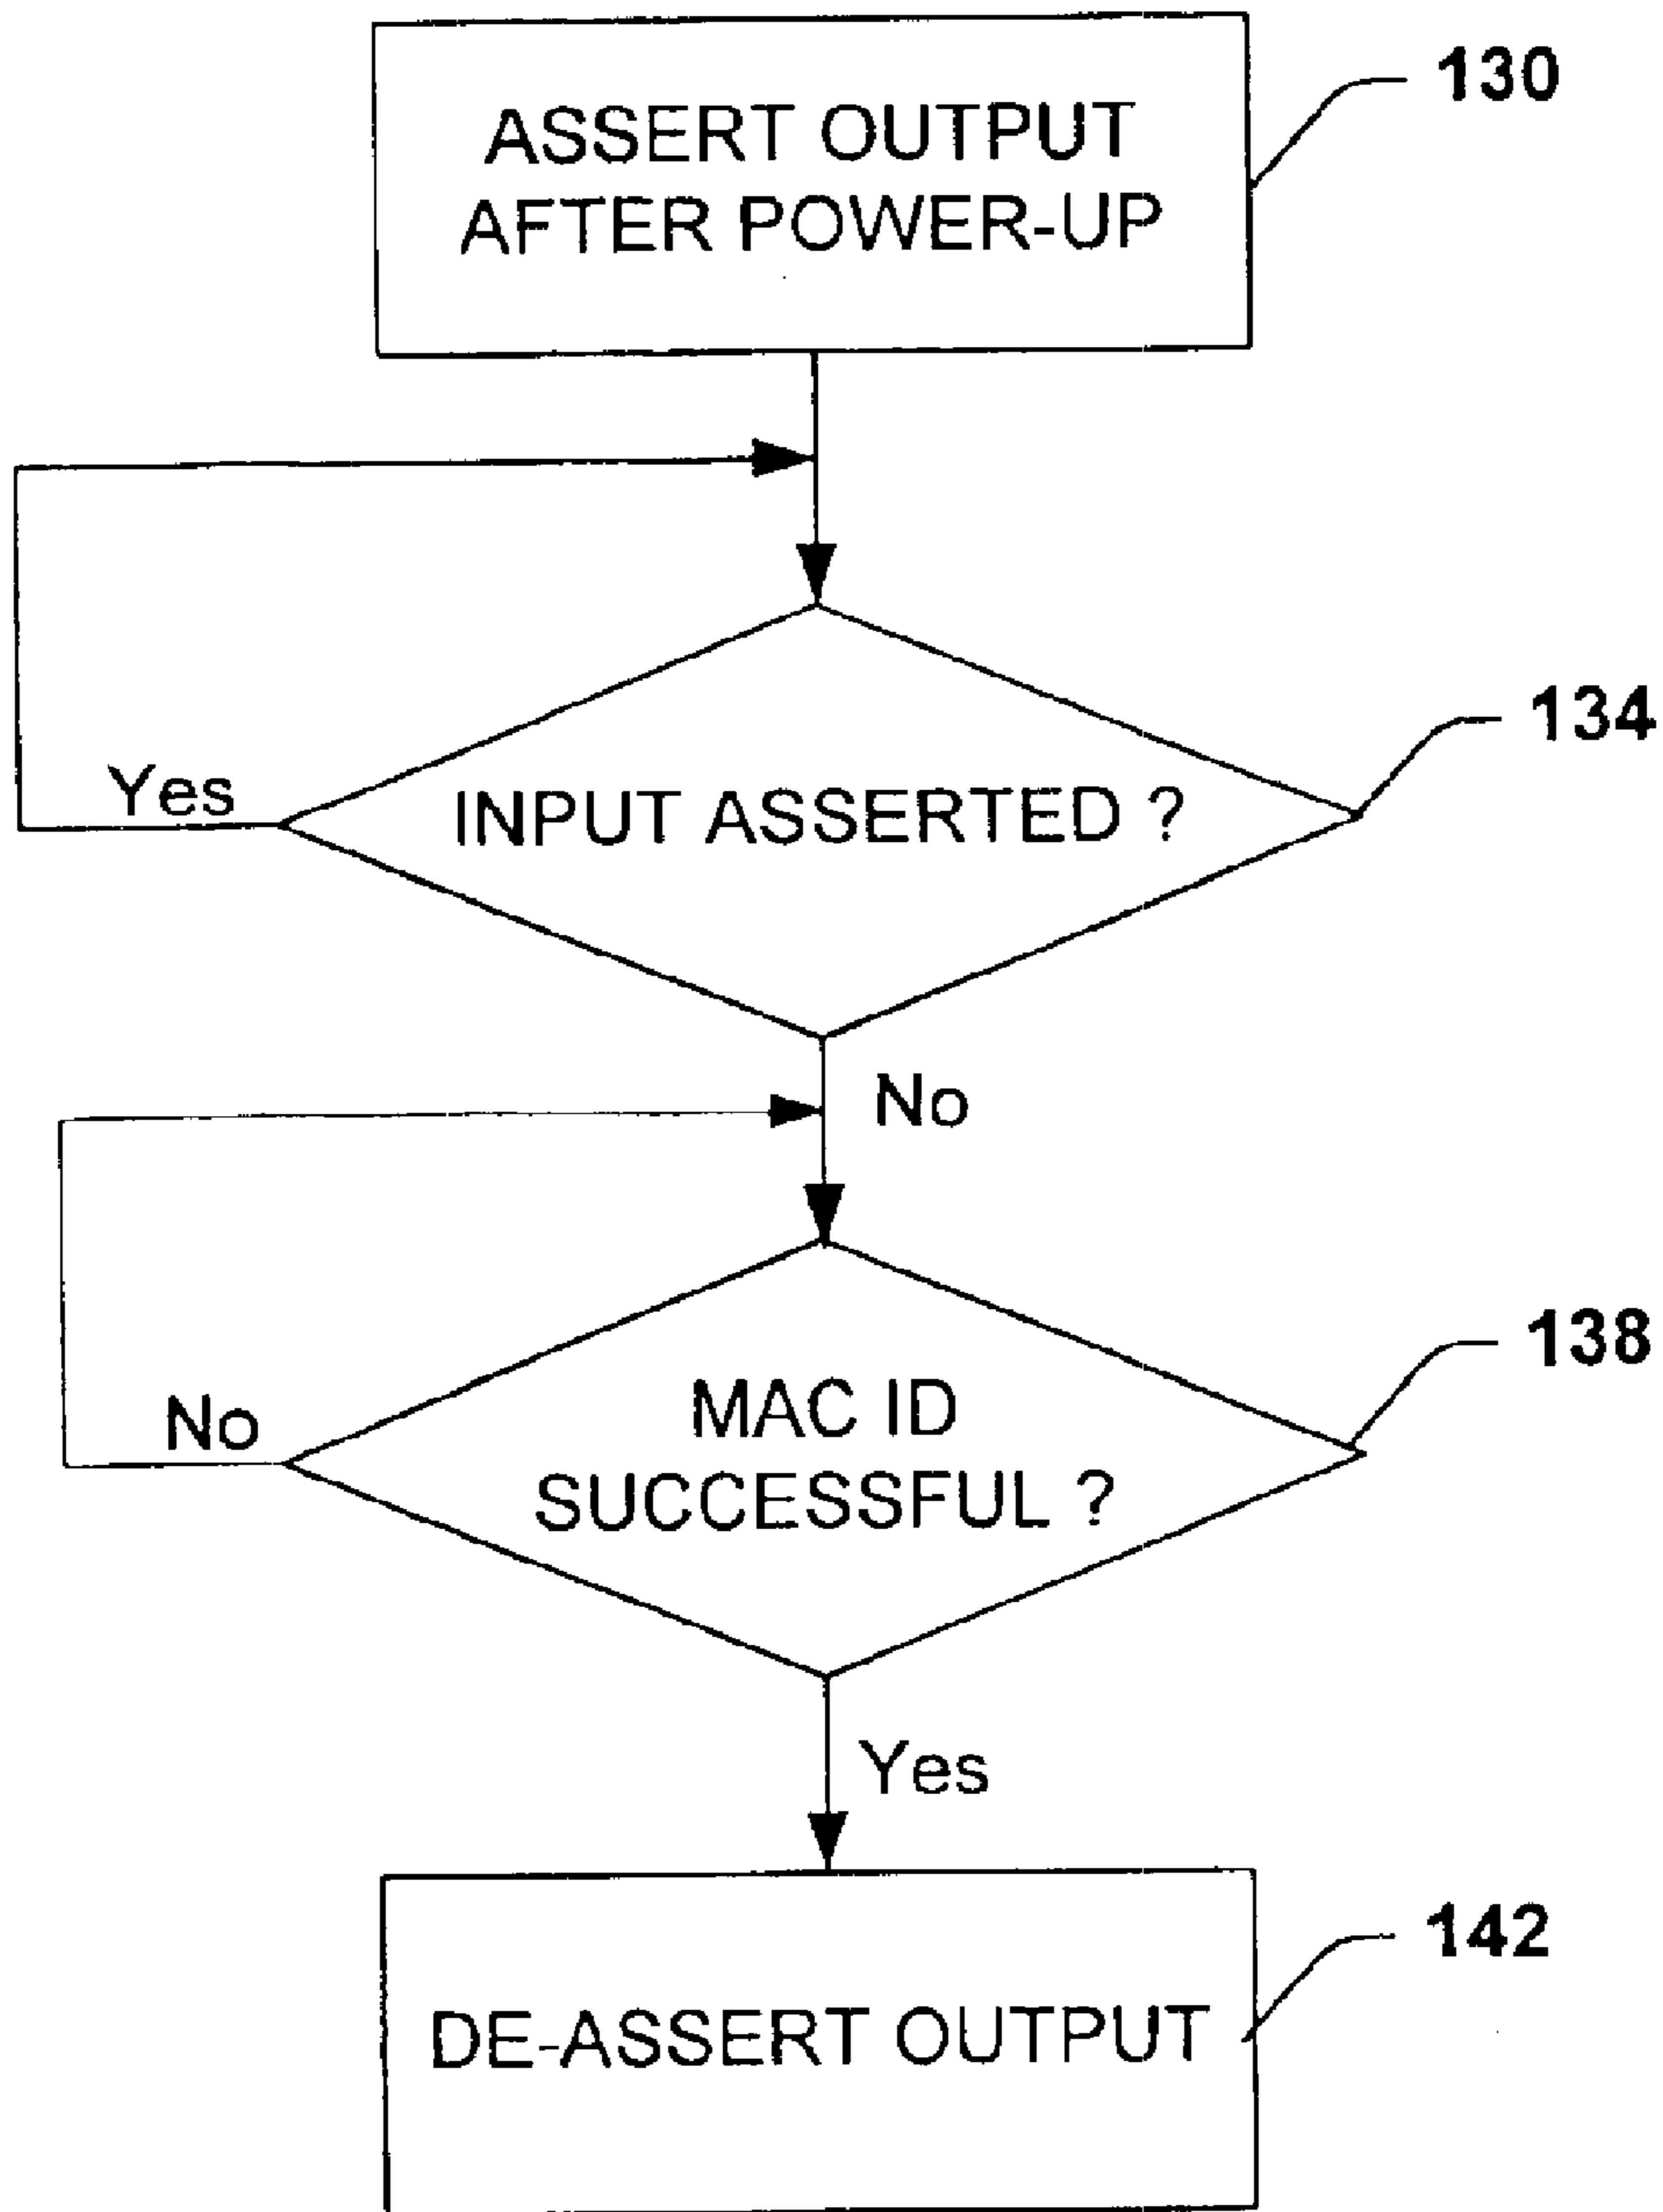 ASSERT OUTPUT
AFTER POWER-UP
130
Yes
INPUT ASSERTED ?
134
No
No
MAC ID
SUCCESSFUL ?
138
Yes
DE-ASSERT OUTPUT
142